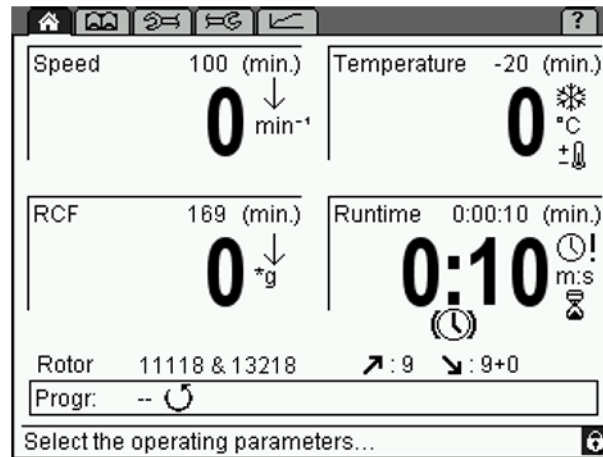 ?
Speed 100 (min.)
0 min⁻¹
Temperature -20 (min.)
0 °C
RCF 169 (min.)
0 *g
Runtime 0:00:10 (min.)
0:10 m:s
Rotor 11118 & 13218 : 9 : 9+0
Progr: --
Select the operating parameters...